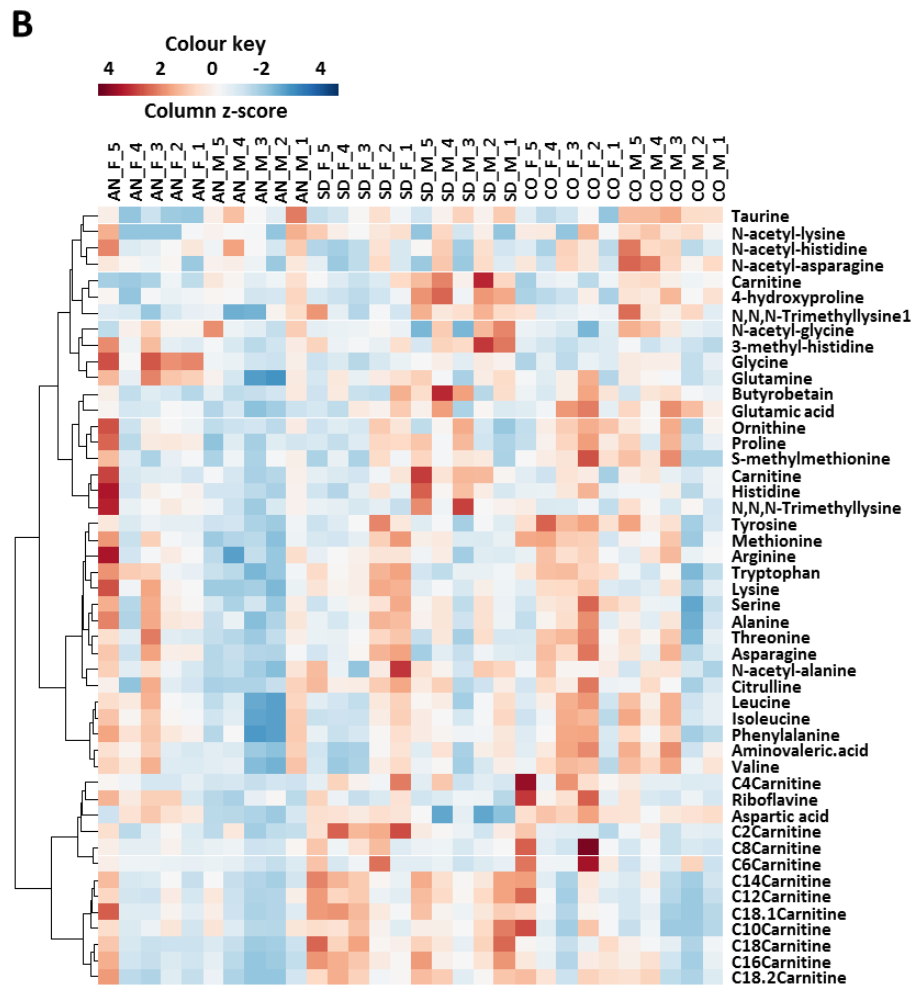 B
Colour key
4 2 0 -2 4
Column z-score
AN_F_5 AN_F_4 AN_F_3 AN_F_2 AN_F_1 AN_M_5 AN_M_4 AN_M_3 AN_M_2 AN_M_1 SD_F_5 SD_F_4 SD_F_3 SD_F_2 SD_F_1 SD_M_5 SD_M_4 SD_M_3 SD_M_2 SD_M_1 CO_F_5 CO_F_4 CO_F_3 CO_F_2 CO_F_1 CO_M_5 CO_M_4 CO_M_3 CO_M_2 CO_M_1
Taurine
N-acetyl-lysine
N-acetyl-histidine
N-acetyl-asparagine
Carnitine
4-hydroxyproline
N,N,N-Trimethyllysine1
N-acetyl-glycine
3-methyl-histidine
Glycine
Glutamine
Butyrobetain
Glutamic acid
Ornithine
Proline
S-methylmethionine
Carnitine
Histidine
N,N,N-Trimethyllysine
Tyrosine
Methionine
Arginine
Tryptophan
Lysine
Serine
Alanine
Threonine
Asparagine
N-acetyl-alanine
Citrulline
Leucine
Isoleucine
Phenylalanine
Aminovaleric.acid
Valine
C4Carnitine
Riboflavine
Aspartic acid
C2Carnitine
C8Carnitine
C6Carnitine
C14Carnitine
C12Carnitine
C18.1Carnitine
C10Carnitine
C18Carnitine
C16Carnitine
C18.2Carnitine